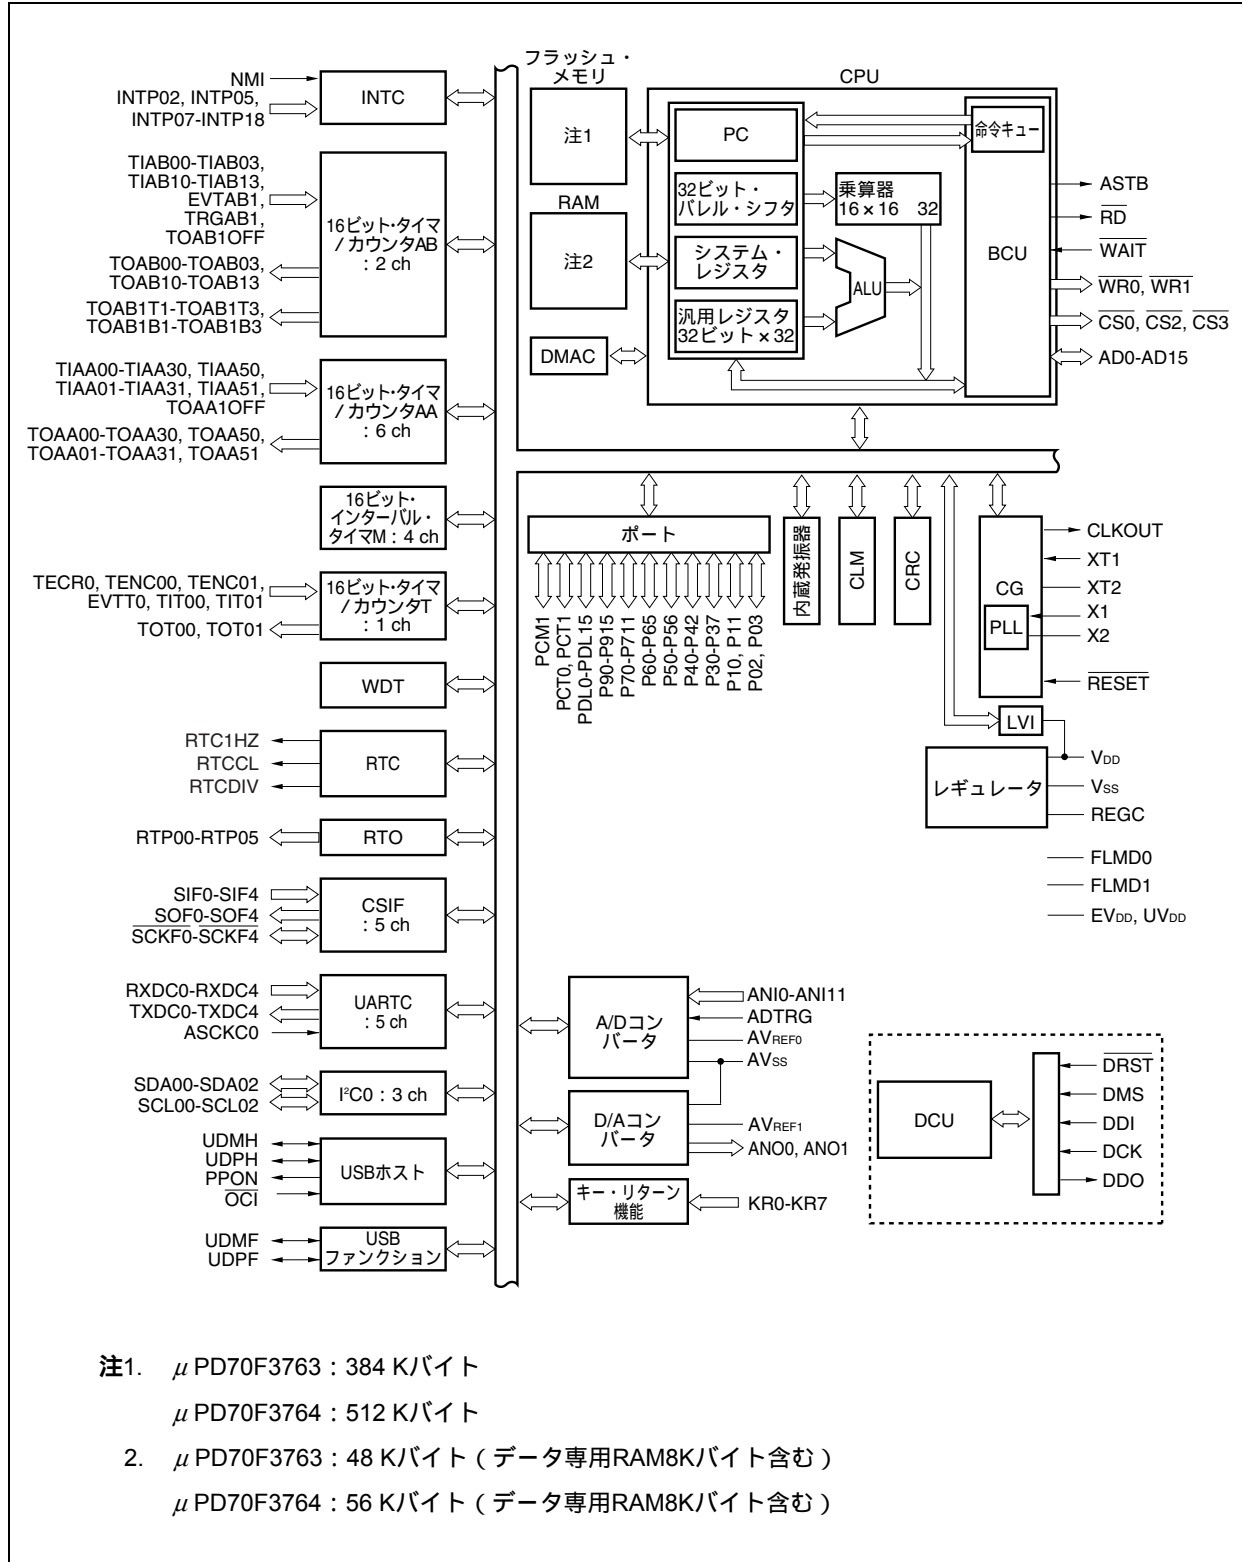 NMI
INTP02, INTP05,
INTP07-INTP18
INTC
TIAB00-TIAB03,
TIAB10-TIAB13,
EVTAB1,
TRGAB1,
TOAB1OFF
TOAB00-TOAB03,
TOAB10-TOAB13
TOAB1T1-TOAB1T3,
TOAB1B1-TOAB1B3
16ビット・タイマ
/ カウンタAB
: 2 ch
TIAA00-TIAA30, TIAA50,
TIAA01-TIAA31, TIAA51,
TOAA1OFF
TOAA00-TOAA30, TOAA50,
TOAA01-TOAA31, TOAA51
16ビット・タイマ
/ カウンタAA
: 6 ch
16ビット・
インターバル・
タイマM : 4 ch
TECR0, TENC00, TENC01,
EVTT0, TIT00, TIT01
TOT00, TOT01
16ビット・タイマ
/ カウンタT
: 1 ch
WDT
RTC1HZ
RTCCL
RTCDIV
RTC
RTP00-RTP05
RTO
SIF0-SIF4
SOF0-SOF4
SCKF0-SCKF4
CSIF
: 5 ch
RXDC0-RXDC4
TXDC0-TXDC4
ASCKC0
UARTC
: 5 ch
SDA00-SDA02
SCL00-SCL02
I²C0 : 3 ch
UDMH
UDPH
PPON
OCI
USBホスト
UDMF
UDPF
USB
ファンクション
フラッシュ・
メモリ
注1
RAM
注2
DMAC
CPU
PC
32ビット・
バレル・シフタ
システム・
レジスタ
汎用レジスタ
32ビット × 32
乗算器
16 × 16 32
ALU
命令キュー
BCU
ASTB
RD
WAIT
WR0, WR1
CS0, CS2, CS3
AD0-AD15
ポート
PCM1
PCT0, PCT1
PDL0-PDL15
P90-P915
P70-P711
P60-P65
P50-P56
P40-P42
P30-P37
P10, P11
P02, P03
内蔵発振器
CLM
CRC
CG
PLL
CLKOUT
XT1
XT2
X1
X2
RESET
LVI
レギュレータ
VDD
VSS
REGC
FLMD0
FLMD1
EVDD, UVDD
A/Dコン
バータ
ANI0-ANI11
ADTRG
AVREF0
AVSS
D/Aコン
バータ
AVREF1
ANO0, ANO1
キー・リターン
機能
KR0-KR7
DCU
DRST
DMS
DDI
DCK
DDO
注1. μ PD70F3763 : 384 Kバイト
μ PD70F3764 : 512 Kバイト
2. μ PD70F3763 : 48 Kバイト ( データ専用RAM8Kバイト含む )
μ PD70F3764 : 56 Kバイト ( データ専用RAM8Kバイト含む )